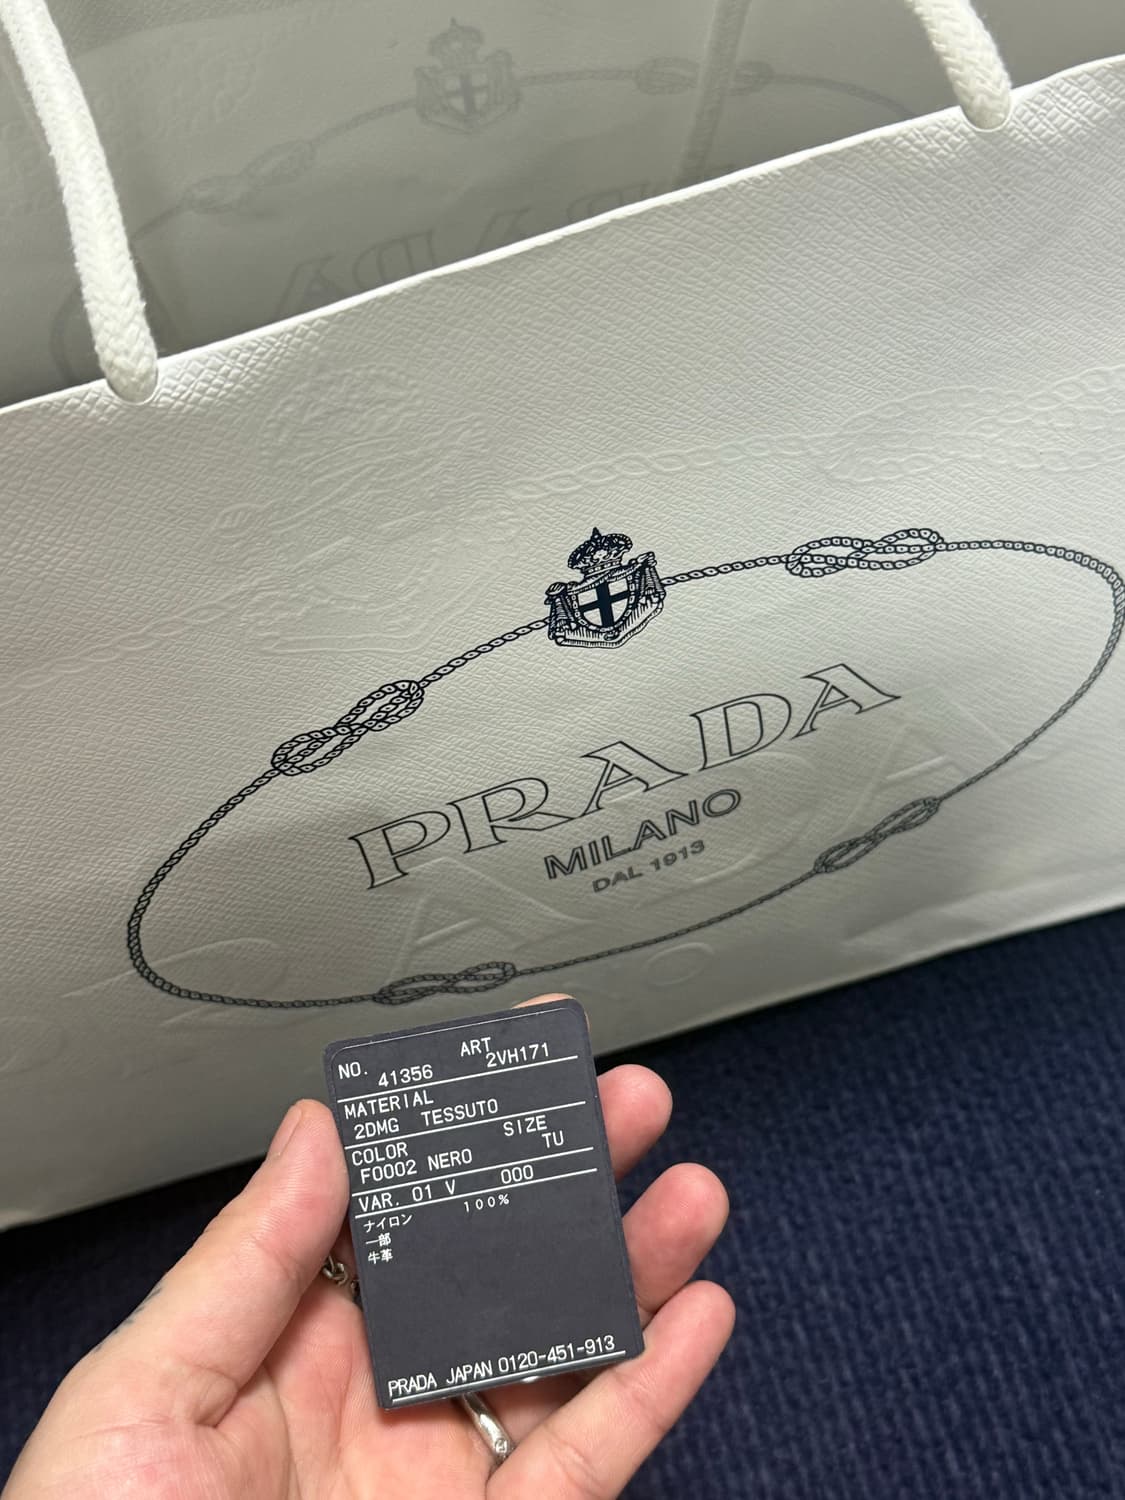 PRADA
MILANO
DAL 1913
NO. 41356 ART 2VH171
MATERIAL
2DMG TESSUTO
COLOR SIZE
F0002 NERO TU
VAR. 01 V 000
ナイロン 100%
一部
牛革
PRADA JAPAN 0120-451-913